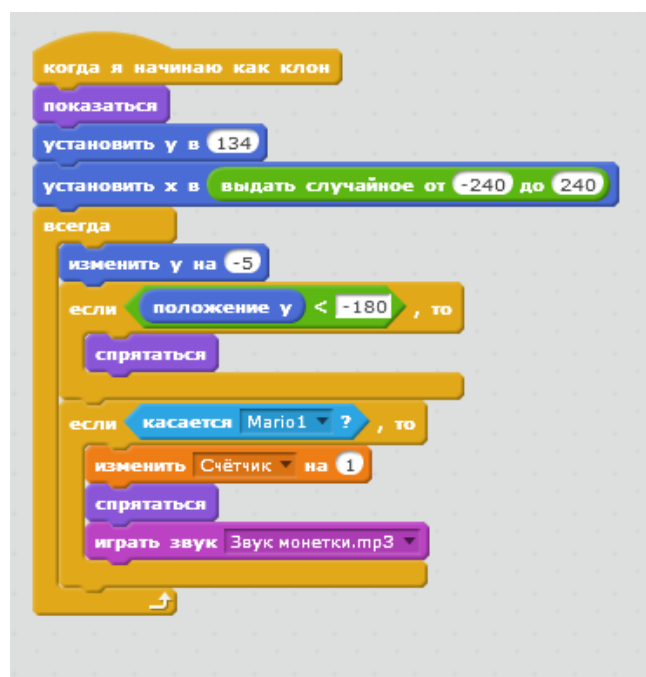 когда я начинаю как клон
показаться
установить y в 134
установить x в выдать случайное от -240 до 240
всегда
изменить y на -5
если положение y < -180 , то
спрятаться
если касается Mario1 ? , то
изменить Счётчик на 1
спрятаться
играть звук Звук монетки.mp3